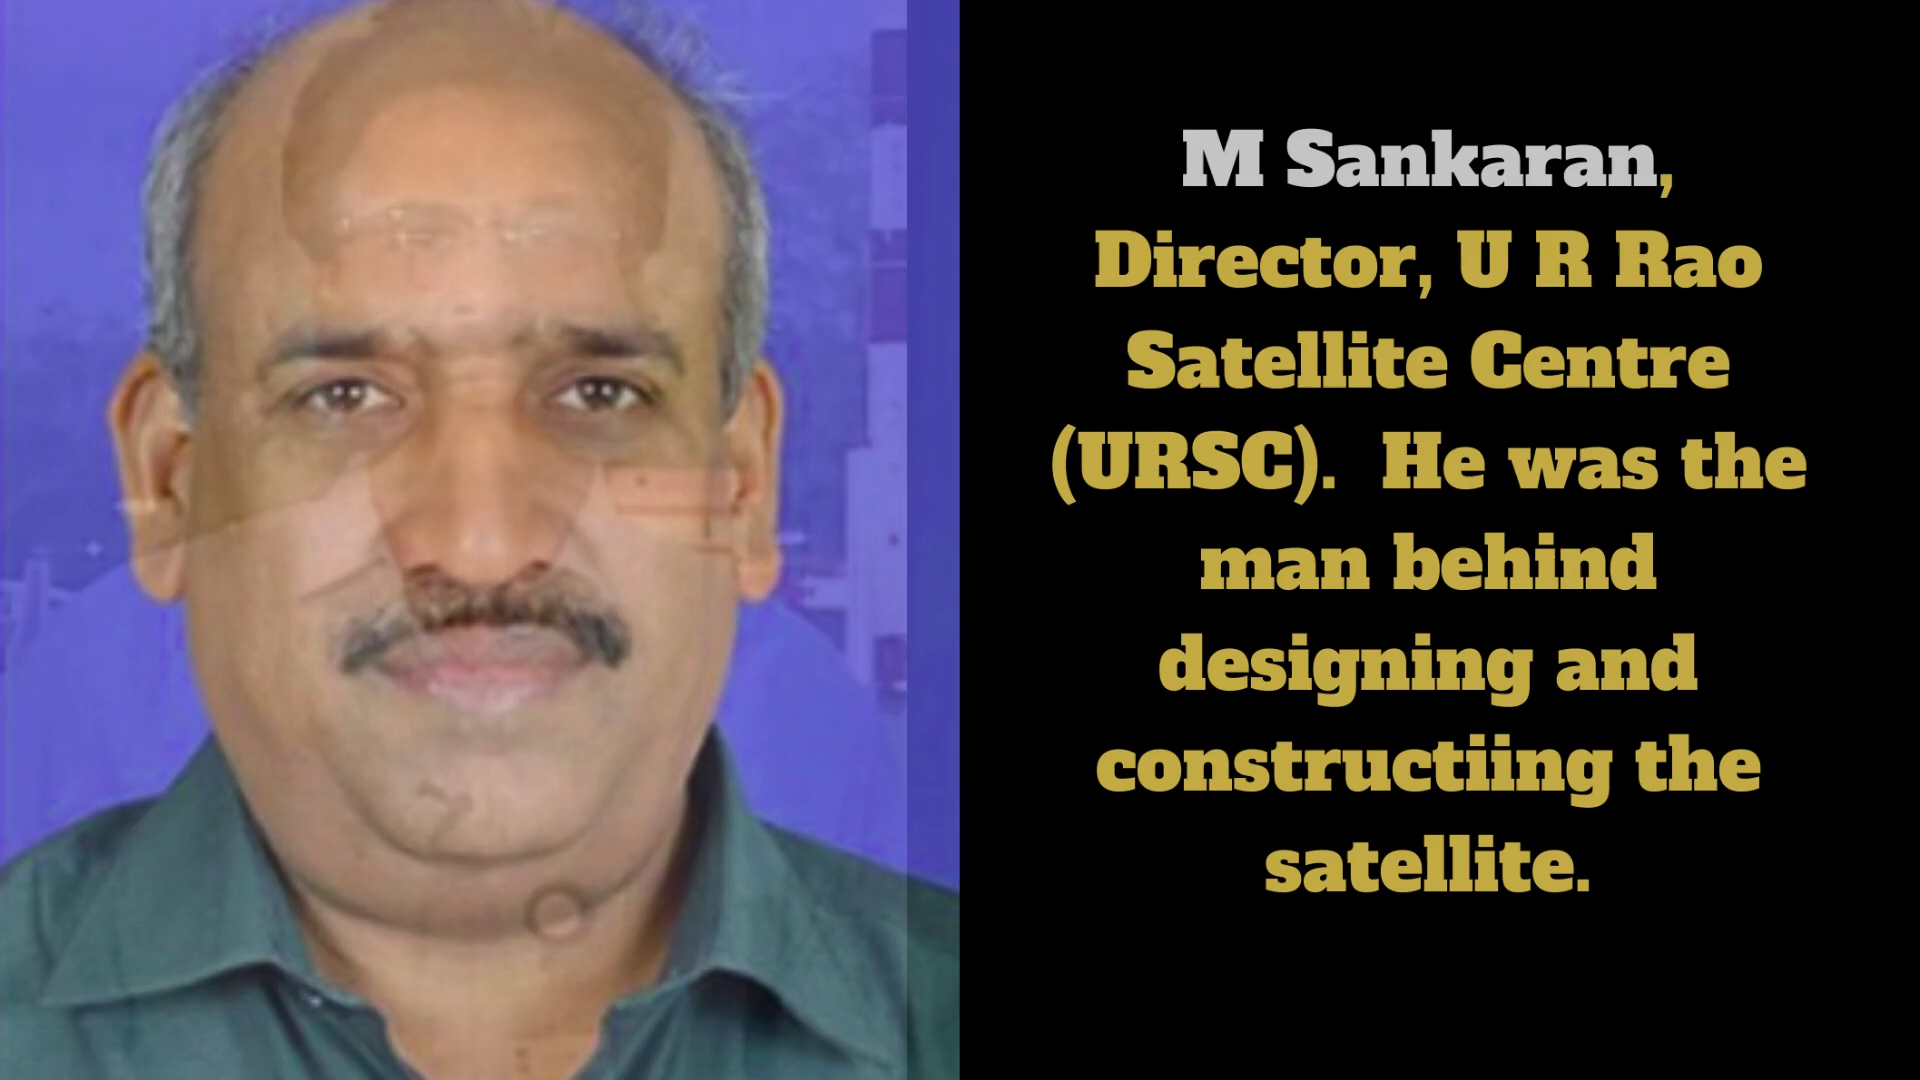 M Sankaran,
Director, U R Rao
Satellite Centre
(URSC).  He was the
man behind
designing and
constructiing the
satellite.